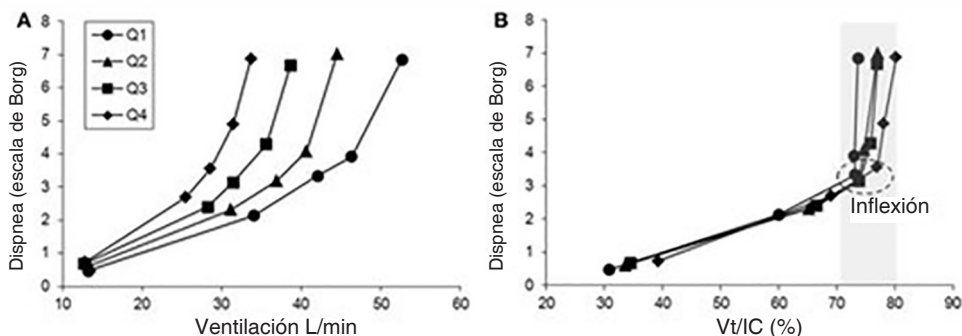 A
B
Dispnea (escala de Borg)
8
7
6
5
4
3
2
1
0
Q1
Q2
Q3
Q4
10 20 30 40 50 60
Ventilación L/min
Dispnea (escala de Borg)
8
7
6
5
4
3
2
1
0
Inflexión
20 30 40 50 60 70 80 90
Vt/IC (%)